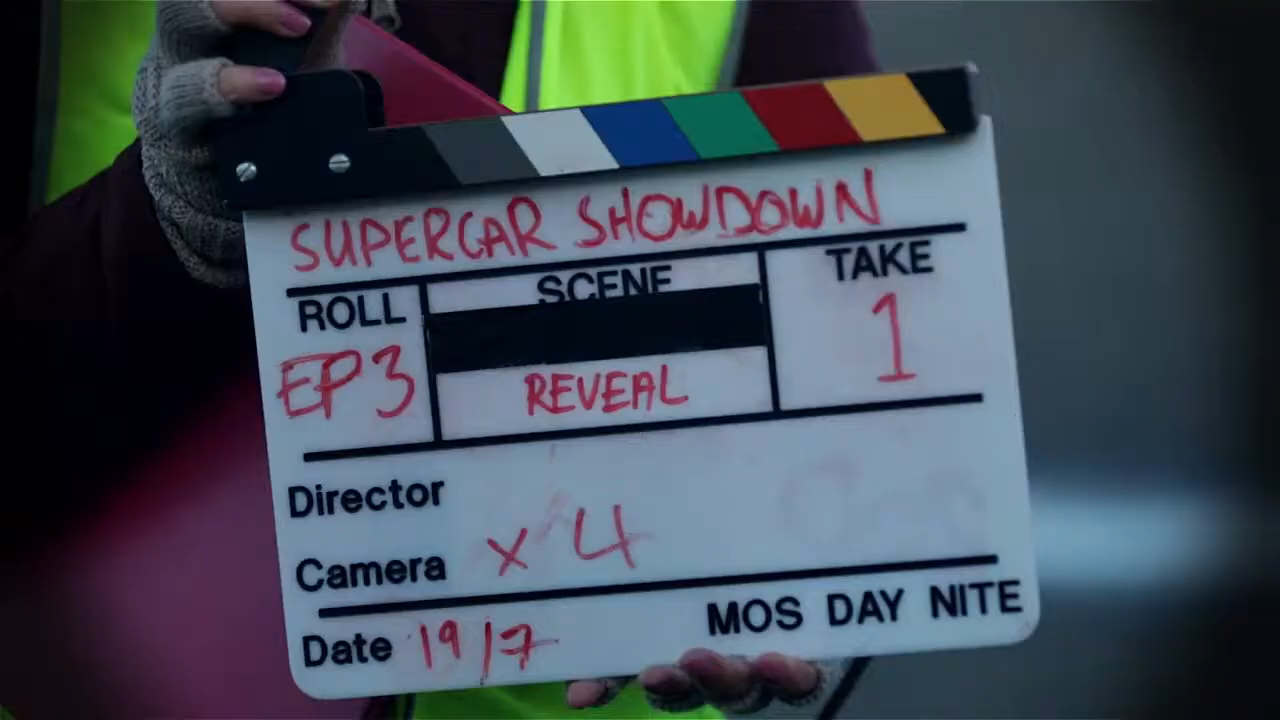 SUPERCAR SHOWDOWN
ROLL SCENE TAKE
EP3 REVEAL 1
Director
Camera x 4
Date 19/7 MOS DAY NITE